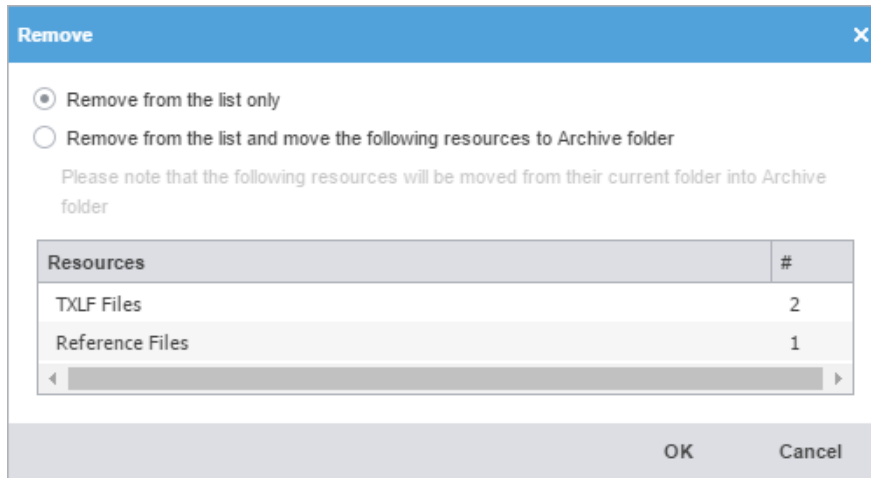 Remove
Remove from the list only
Remove from the list and move the following resources to Archive folder
Please note that the following resources will be moved from their current folder into Archive
folder
Resources #
TXLF Files 2
Reference Files 1
OK Cancel